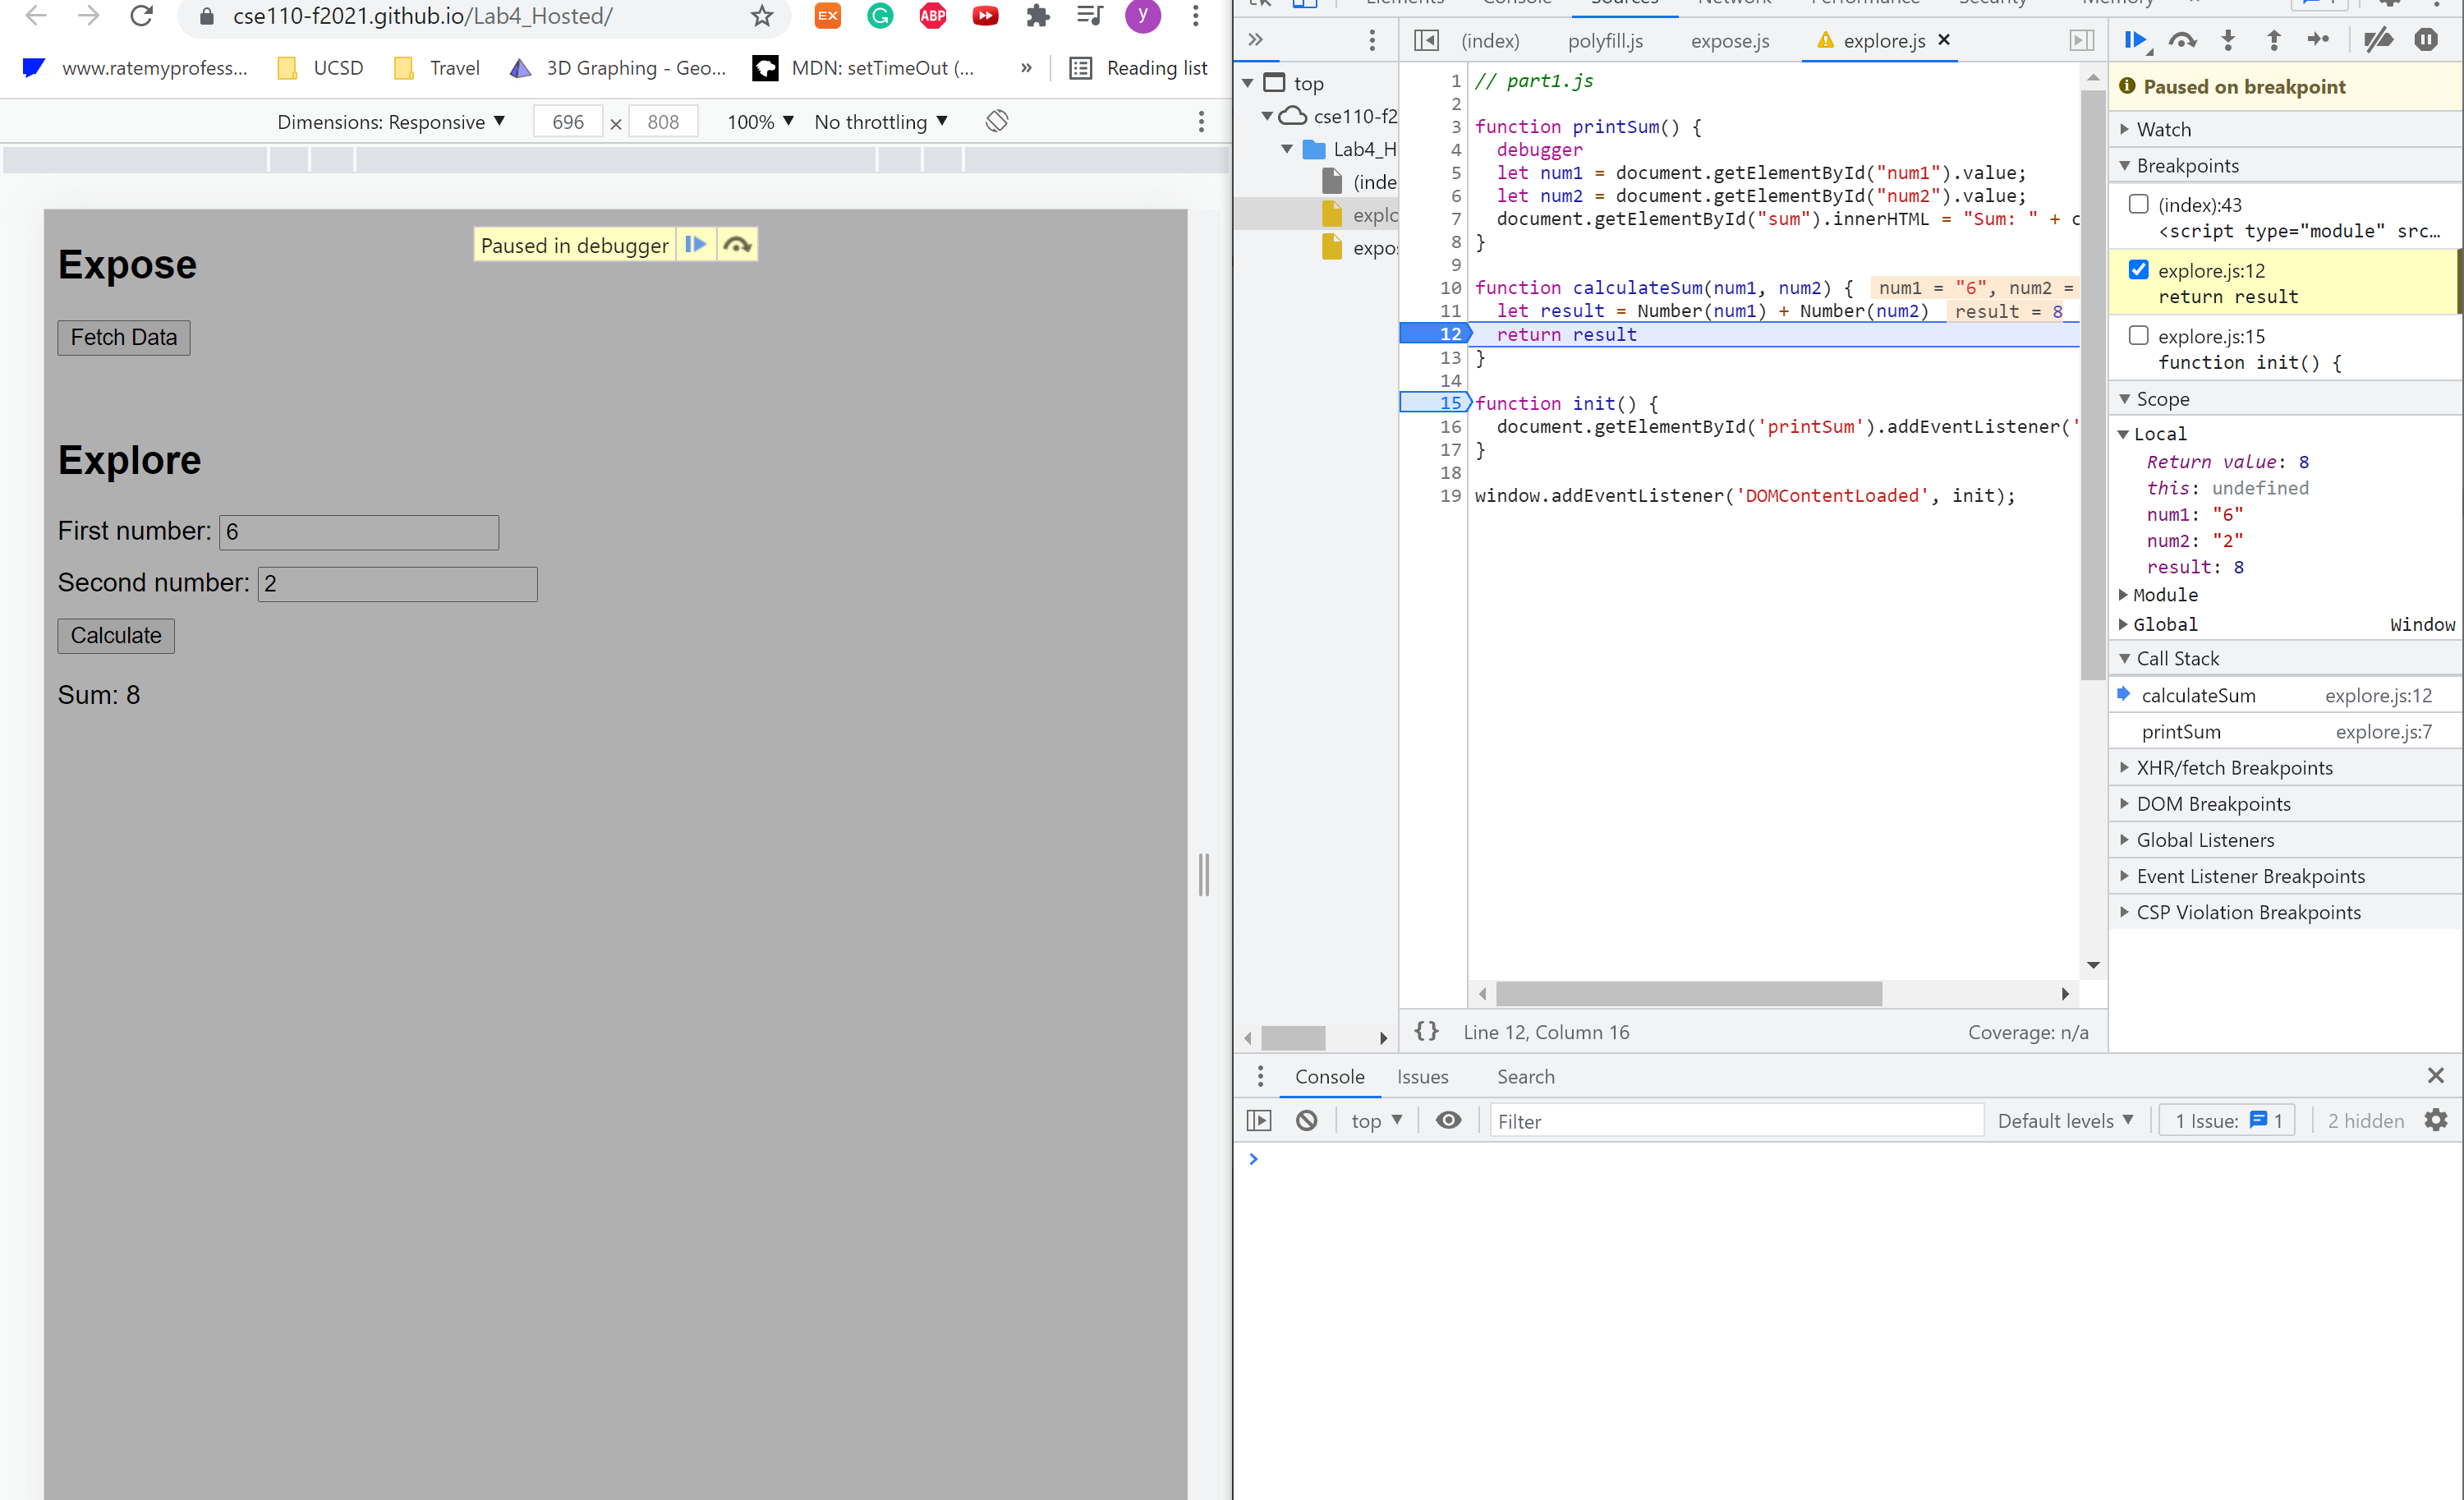 cse110-f2021.github.io/Lab4_Hosted/
EX
G
ABP
y
www.ratemyprofess...
UCSD
Travel
3D Graphing - Geo...
MDN: setTimeOut (...
»
Reading list
Dimensions: Responsive
696 × 808
100%
No throttling
Paused in debugger
Expose
Fetch Data
Explore
First number: 6
Second number: 2
Calculate
Sum: 8
Elements Console Sources Network Performance Security Memory
»
(index)
polyfill.js
expose.js
explore.js ×
top
cse110-f2
Lab4_H
(inde
explo
expo
1 // part1.js
2
3 function printSum() {
4 debugger
5 let num1 = document.getElementById("num1").value;
6 let num2 = document.getElementById("num2").value;
7 document.getElementById("sum").innerHTML = "Sum: " + c
8 }
9
10 function calculateSum(num1, num2) { num1 = "6", num2 =
11 let result = Number(num1) + Number(num2) result = 8
12 return result
13 }
14
15 function init() {
16 document.getElementById('printSum').addEventListener('
17 }
18
19 window.addEventListener('DOMContentLoaded', init);
{} Line 12, Column 16
Coverage: n/a
Paused on breakpoint
Watch
Breakpoints
(index):43
<script type="module" src…
explore.js:12
return result
explore.js:15
function init() {
Scope
Local
Return value: 8
this: undefined
num1: "6"
num2: "2"
result: 8
Module
Global Window
Call Stack
calculateSum explore.js:12
printSum explore.js:7
XHR/fetch Breakpoints
DOM Breakpoints
Global Listeners
Event Listener Breakpoints
CSP Violation Breakpoints
Console Issues Search
top
Filter
Default levels
1 Issue: 1
2 hidden
>